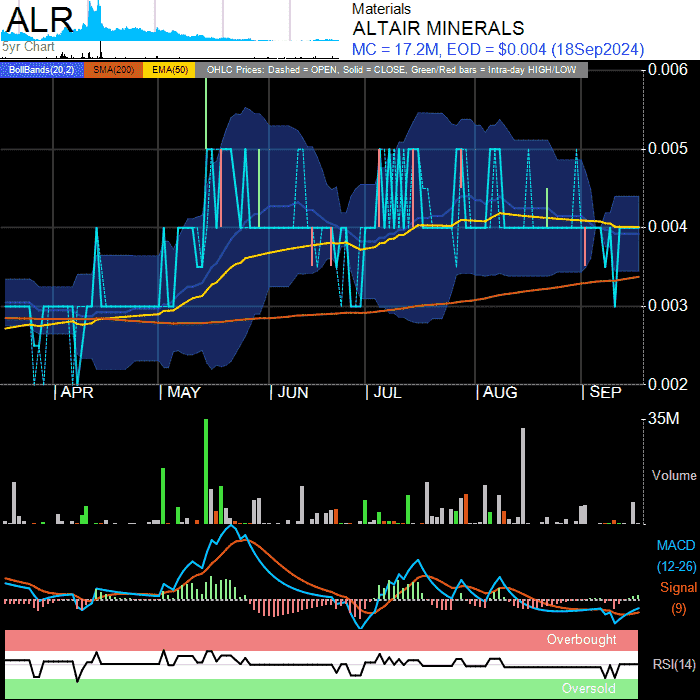 ALR
5yr Chart
Materials
ALTAIR MINERALS
MC = 17.2M, EOD = $0.004 (18Sep2024)
BollBands(20,2) SMA(200) EMA(50) OHLC Prices: Dashed = OPEN, Solid = CLOSE, Green/Red bars = Intra-day HIGH/LOW
0.006
0.005
0.004
0.003
0.002
APR MAY JUN JUL AUG SEP
35M
Volume
MACD
(12-26)
Signal
(9)
Overbought
RSI(14)
Oversold